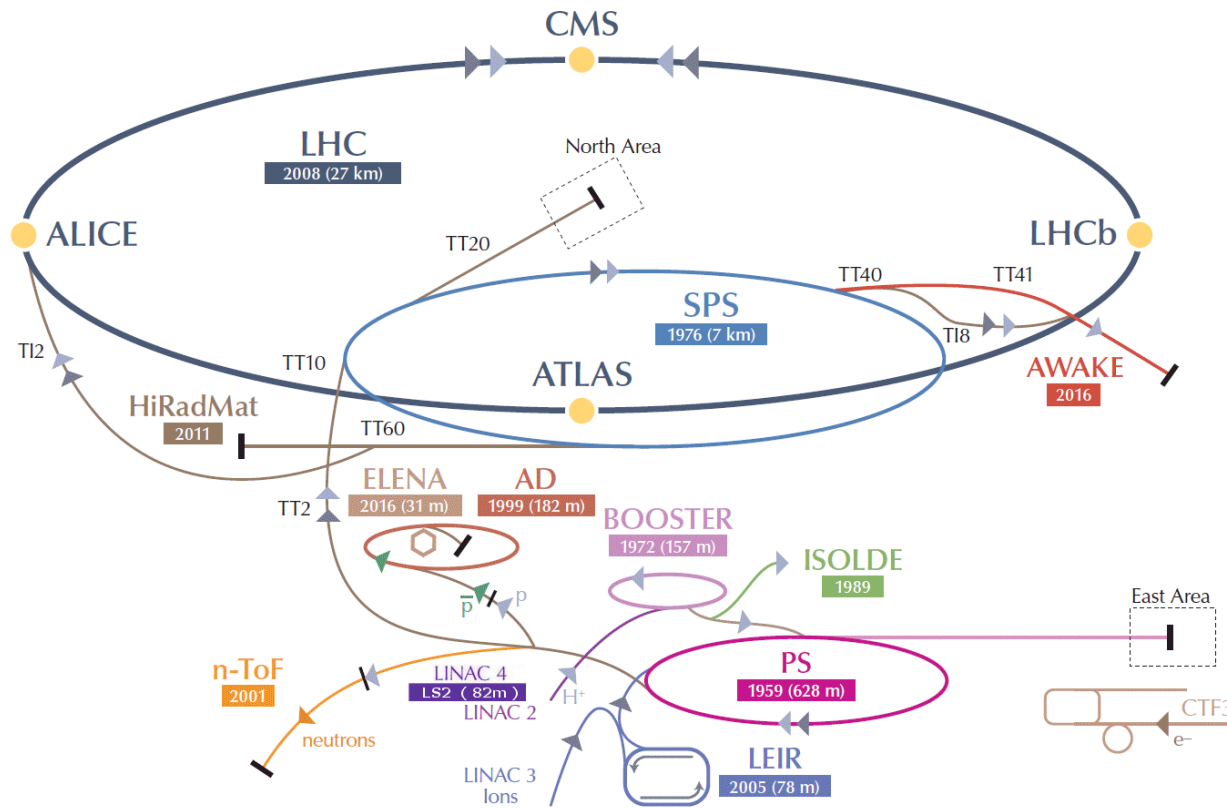 CMS
LHC
2008 (27 km)
North Area
ALICE
TT20
LHCb
TT40
TT41
SPS
1976 (7 km)
TI8
TI2
TT10
ATLAS
AWAKE
2016
HiRadMat
2011
TT60
ELENA
2016 (31 m)
AD
1999 (182 m)
TT2
BOOSTER
1972 (157 m)
ISOLDE
1989
p̅
p
East Area
n-ToF
2001
LINAC 4
LS2 ( 82m )
H⁺
LINAC 2
PS
1959 (628 m)
CTF3
e⁻
neutrons
LINAC 3
Ions
LEIR
2005 (78 m)